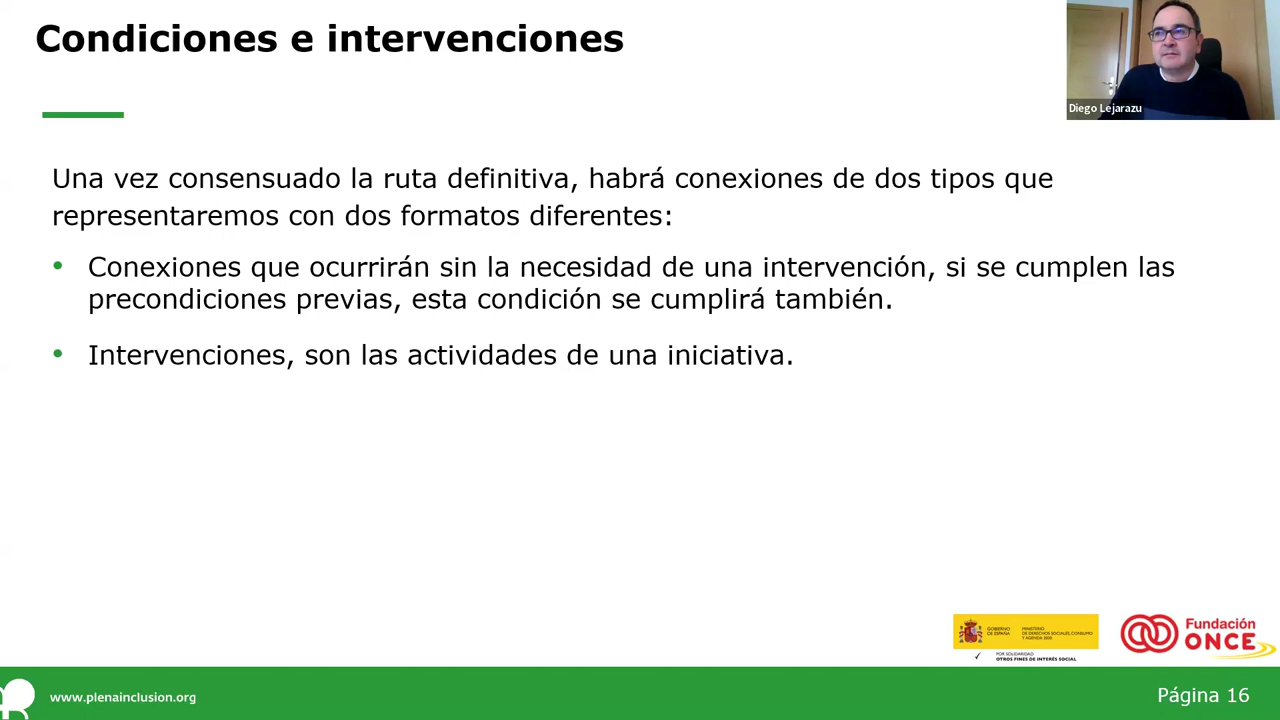 Condiciones e intervenciones
Diego Lejarazu
Una vez consensuado la ruta definitiva, habrá conexiones de dos tipos que
representaremos con dos formatos diferentes:
• Conexiones que ocurrirán sin la necesidad de una intervención, si se cumplen las
precondiciones previas, esta condición se cumplirá también.
• Intervenciones, son las actividades de una iniciativa.
GOBIERNO
DE ESPAÑA
MINISTERIO
DE DERECHOS SOCIALES, CONSUMO
Y AGENDA 2030
POR SOLIDARIDAD
OTROS FINES DE INTERÉS SOCIAL
Fundación
ONCE
www.plenainclusion.org
Página 16